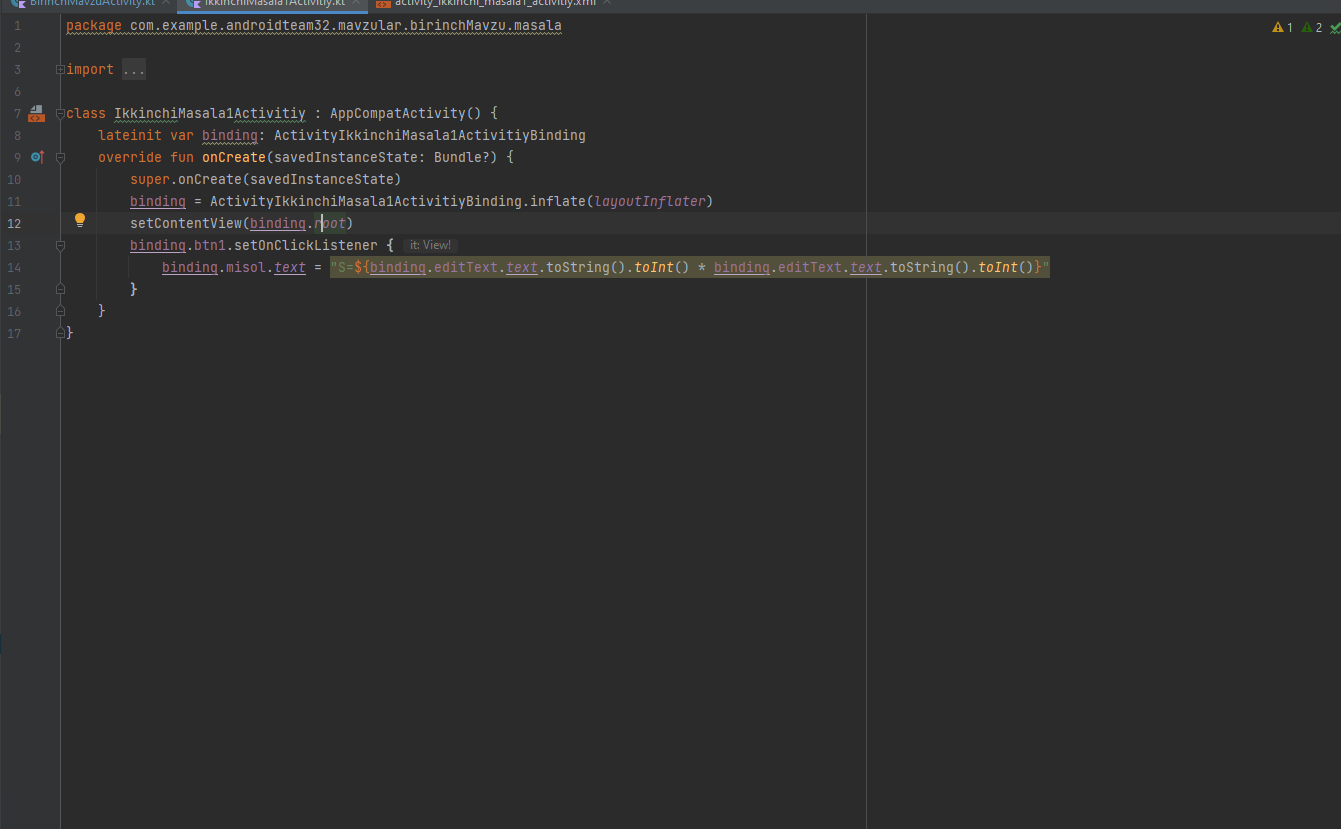 BirinchiMavzuActivity.kt
IkkinchiMasala1Activitiy.kt
activity_ikkinchi_masala1_activitiy.xml
1 package com.example.androidteam32.mavzular.birinchMavzu.masala
1 2
2
3 import ...
6
7 class IkkinchiMasala1Activitiy : AppCompatActivity() {
8 lateinit var binding: ActivityIkkinchiMasala1ActivitiyBinding
9 override fun onCreate(savedInstanceState: Bundle?) {
10 super.onCreate(savedInstanceState)
11 binding = ActivityIkkinchiMasala1ActivitiyBinding.inflate(layoutInflater)
12 setContentView(binding.root)
13 binding.btn1.setOnClickListener { it: View!
14 binding.misol.text = "S=${binding.editText.text.toString().toInt() * binding.editText.text.toString().toInt()}"
15 }
16 }
17 }